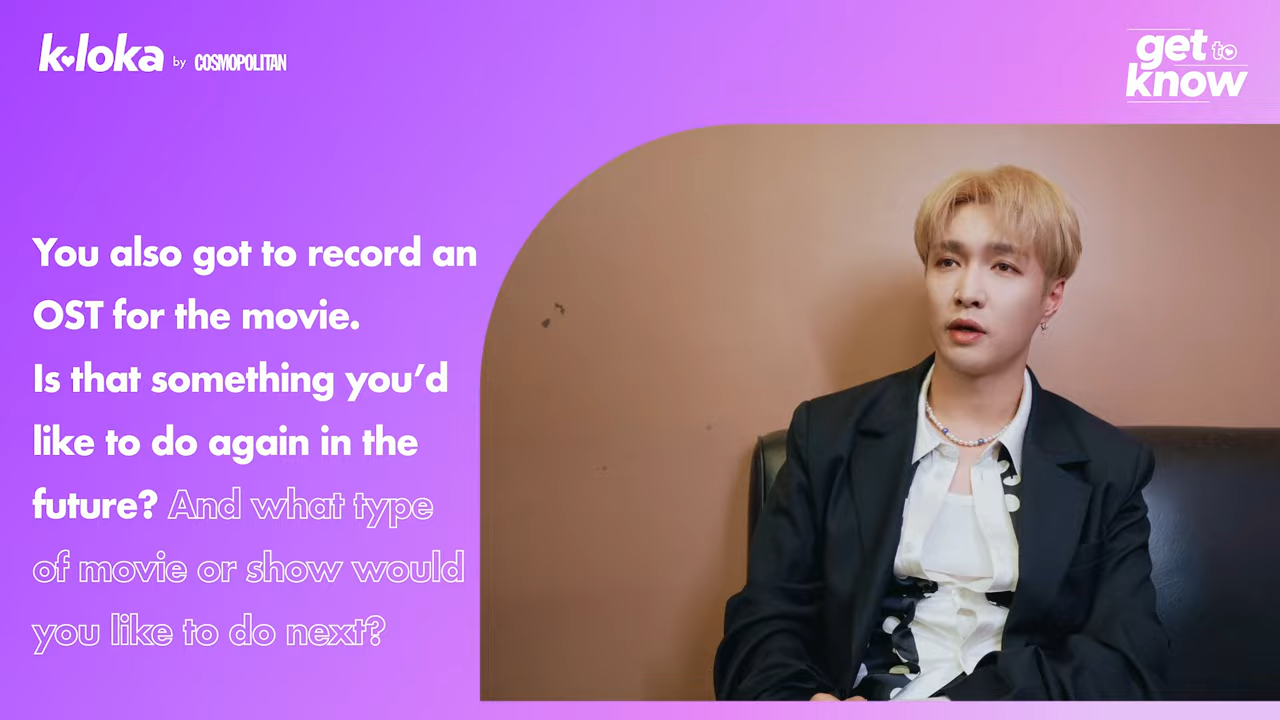 k·loka by COSMOPOLITAN
get to
know
You also got to record an
OST for the movie.
Is that something you’d
like to do again in the
future? And what type
of movie or show would
you like to do next?